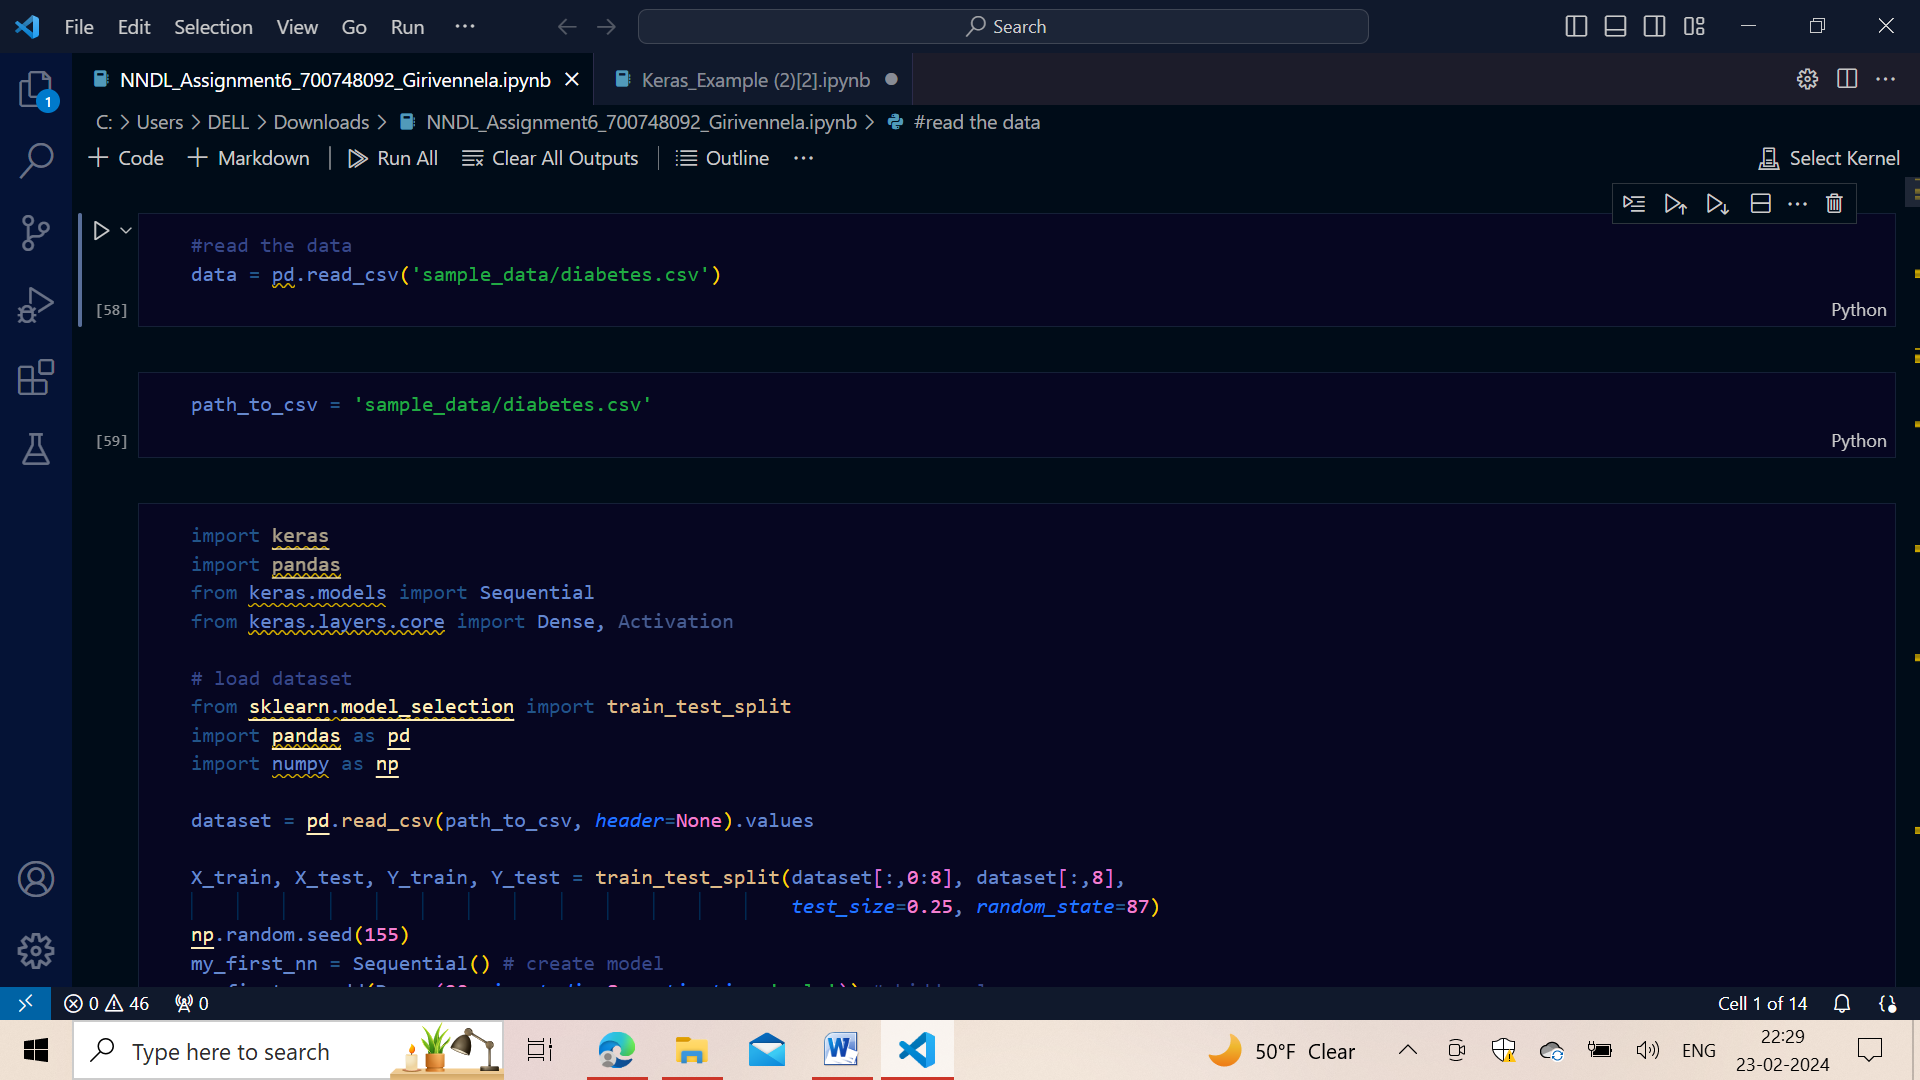 File Edit Selection View Go Run ··· Search
NNDL_Assignment6_700748092_Girivennela.ipynb Keras_Example (2)[2].ipynb
1
C: > Users > DELL > Downloads > NNDL_Assignment6_700748092_Girivennela.ipynb > #read the data
+ Code + Markdown | Run All Clear All Outputs | Outline ··· Select Kernel
#read the data
data = pd.read_csv('sample_data/diabetes.csv')
[58] Python
path_to_csv = 'sample_data/diabetes.csv'
[59] Python
import keras
import pandas
from keras.models import Sequential
from keras.layers.core import Dense, Activation
# load dataset
from sklearn.model_selection import train_test_split
import pandas as pd
import numpy as np
dataset = pd.read_csv(path_to_csv, header=None).values
X_train, X_test, Y_train, Y_test = train_test_split(dataset[:,0:8], dataset[:,8],
test_size=0.25, random_state=87)
np.random.seed(155)
my_first_nn = Sequential() # create model
0 46 0 Cell 1 of 14
Type here to search 50°F Clear ENG 22:29
23-02-2024